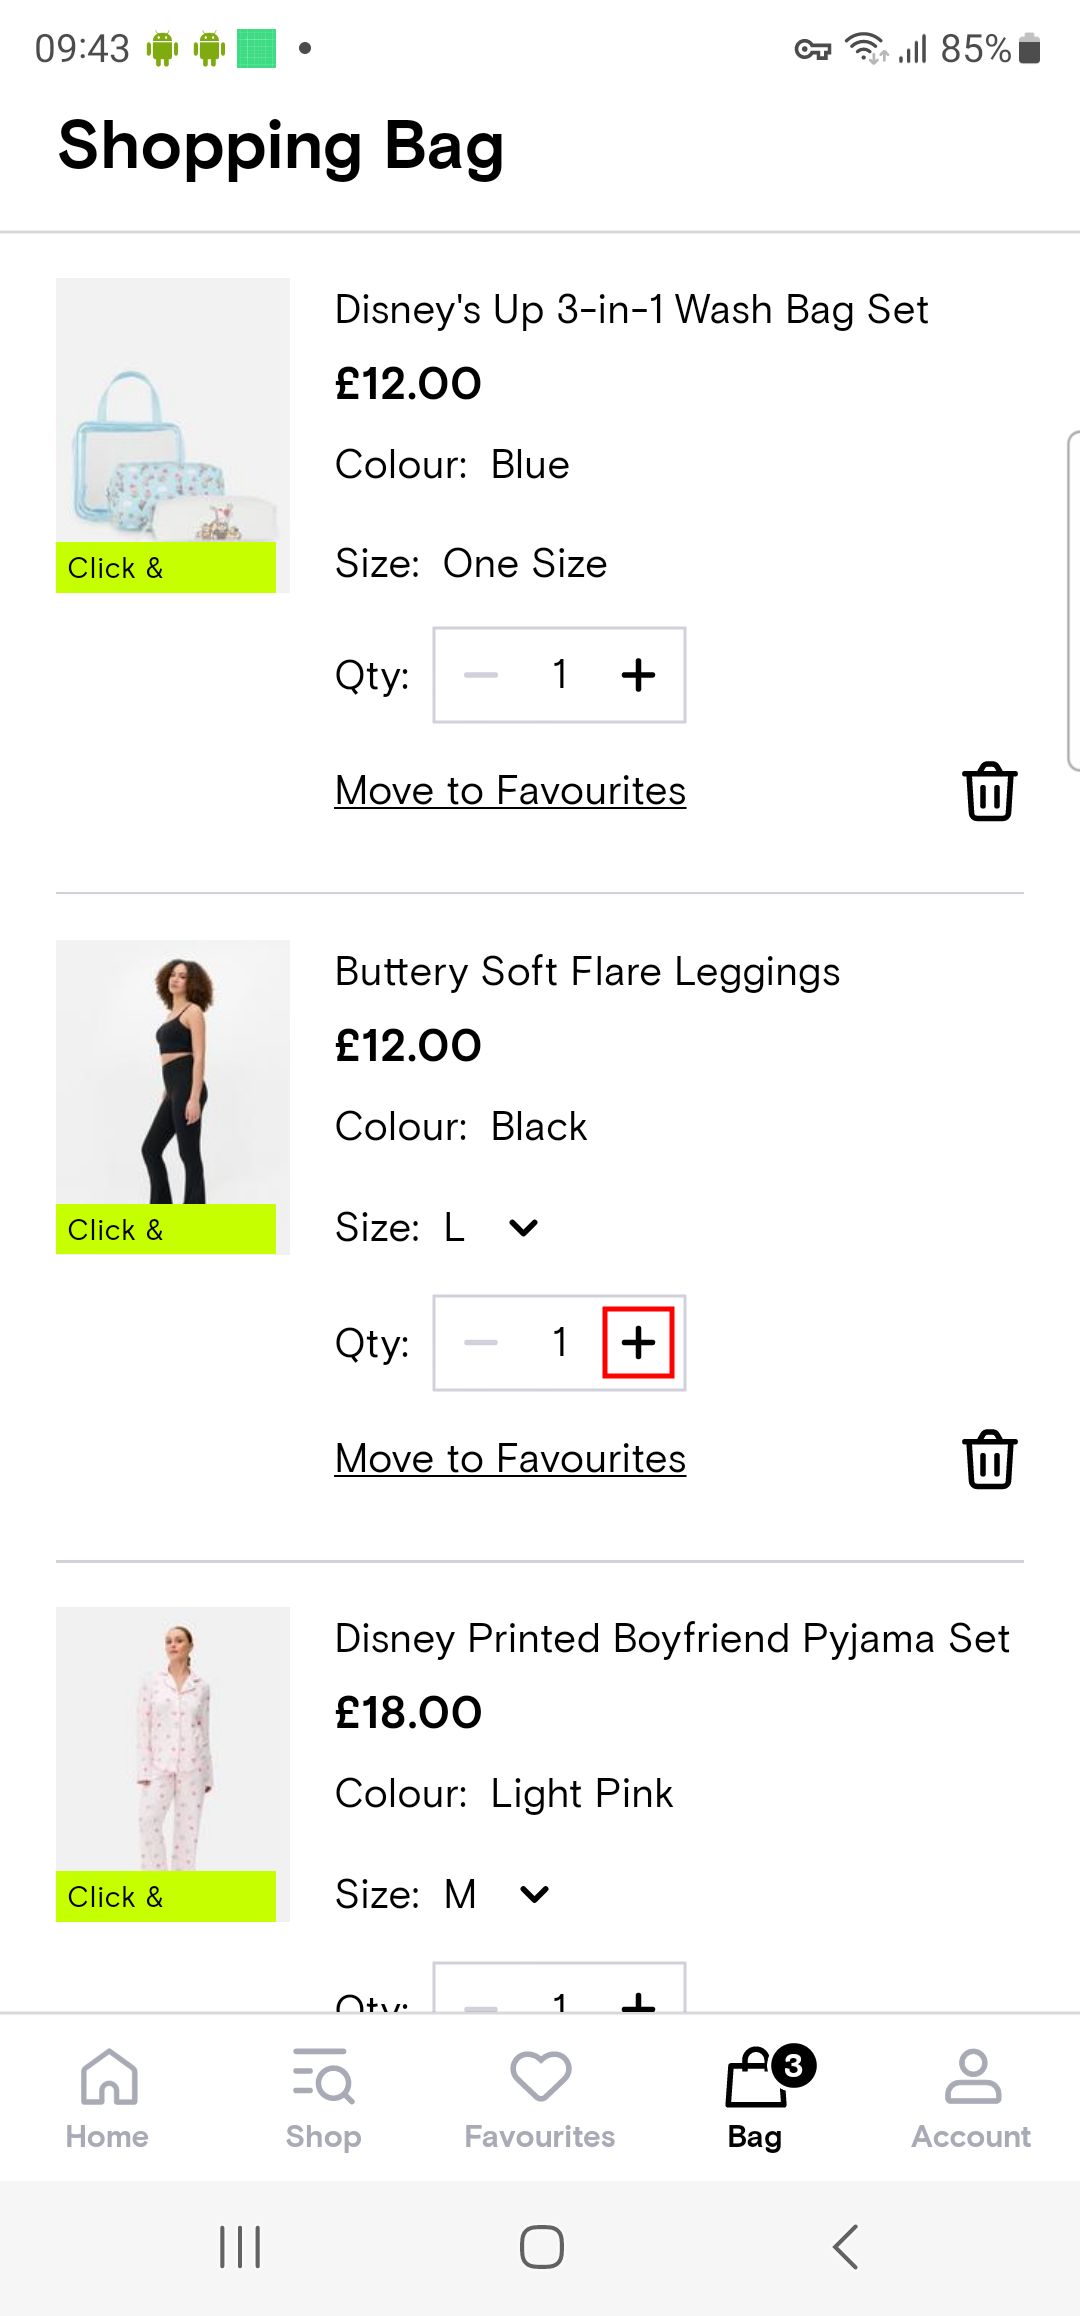 09:43
85%
Shopping Bag
Disney's Up 3-in-1 Wash Bag Set
£12.00
Colour: Blue
Size: One Size
Click &
Qty: 1
Move to Favourites
Buttery Soft Flare Leggings
£12.00
Colour: Black
Size: L
Click &
Qty: 1
Move to Favourites
Disney Printed Boyfriend Pyjama Set
£18.00
Colour: Light Pink
Size: M
Click &
Qty: 1
3
Home Shop Favourites Bag Account